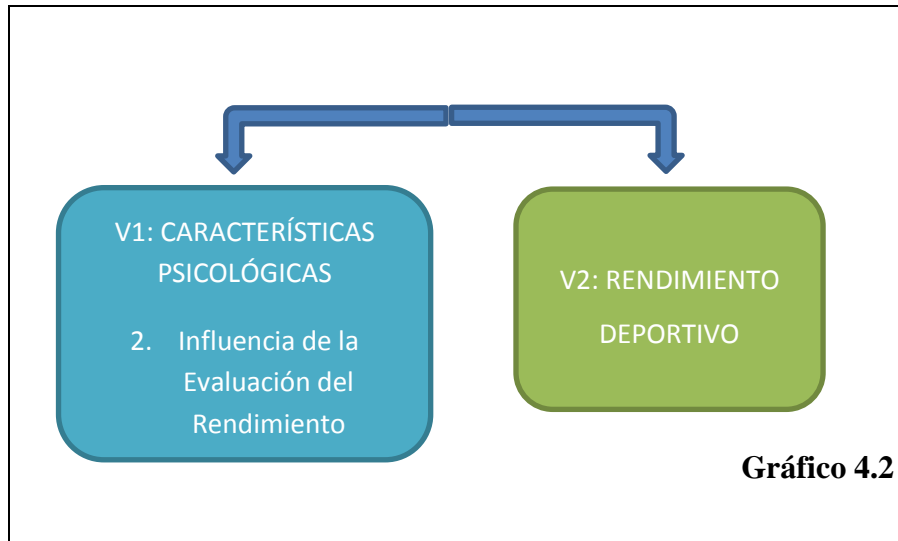 V1: CARACTERÍSTICAS
PSICOLÓGICAS
2. Influencia de la
Evaluación del
Rendimiento
V2: RENDIMIENTO
DEPORTIVO
Gráfico 4.2